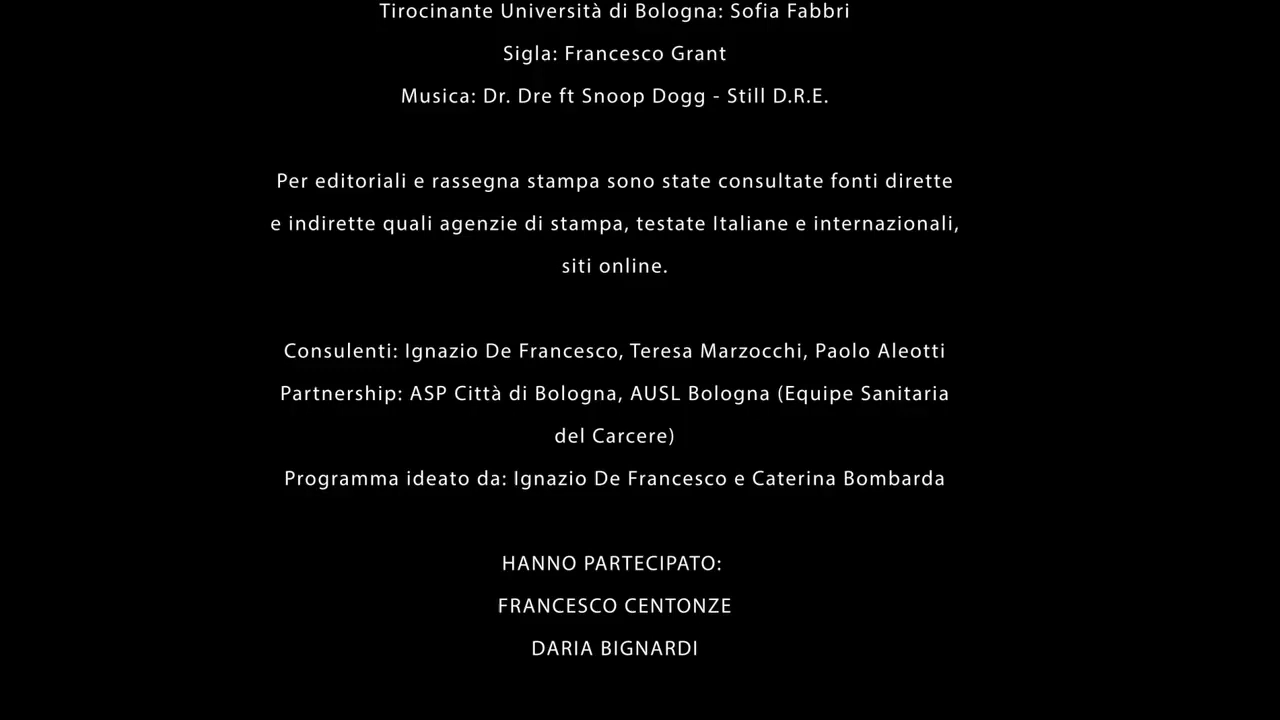 Tirocinante Università di Bologna: Sofia Fabbri
Sigla: Francesco Grant
Musica: Dr. Dre ft Snoop Dogg - Still D.R.E.
Per editoriali e rassegna stampa sono state consultate fonti dirette
e indirette quali agenzie di stampa, testate Italiane e internazionali,
siti online.
Consulenti: Ignazio De Francesco, Teresa Marzocchi, Paolo Aleotti
Partnership: ASP Città di Bologna, AUSL Bologna (Equipe Sanitaria
del Carcere)
Programma ideato da: Ignazio De Francesco e Caterina Bombarda
HANNO PARTECIPATO:
FRANCESCO CENTONZE
DARIA BIGNARDI